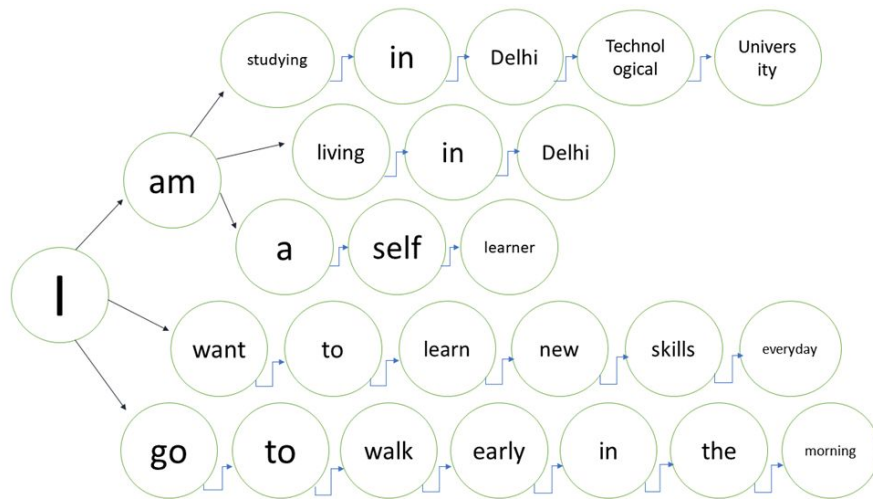 studying in Delhi Technol
ogical Univers
ity
am living in Delhi
a self learner
I
want to learn new skills everyday
go to walk early in the morning